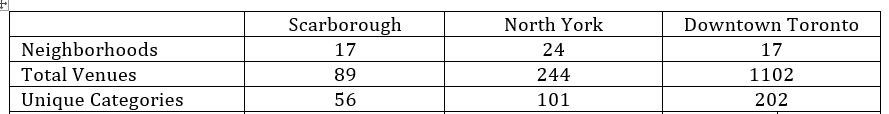 Scarborough North York Downtown Toronto
Neighborhoods 17 24 17
Total Venues 89 244 1102
Unique Categories 56 101 202